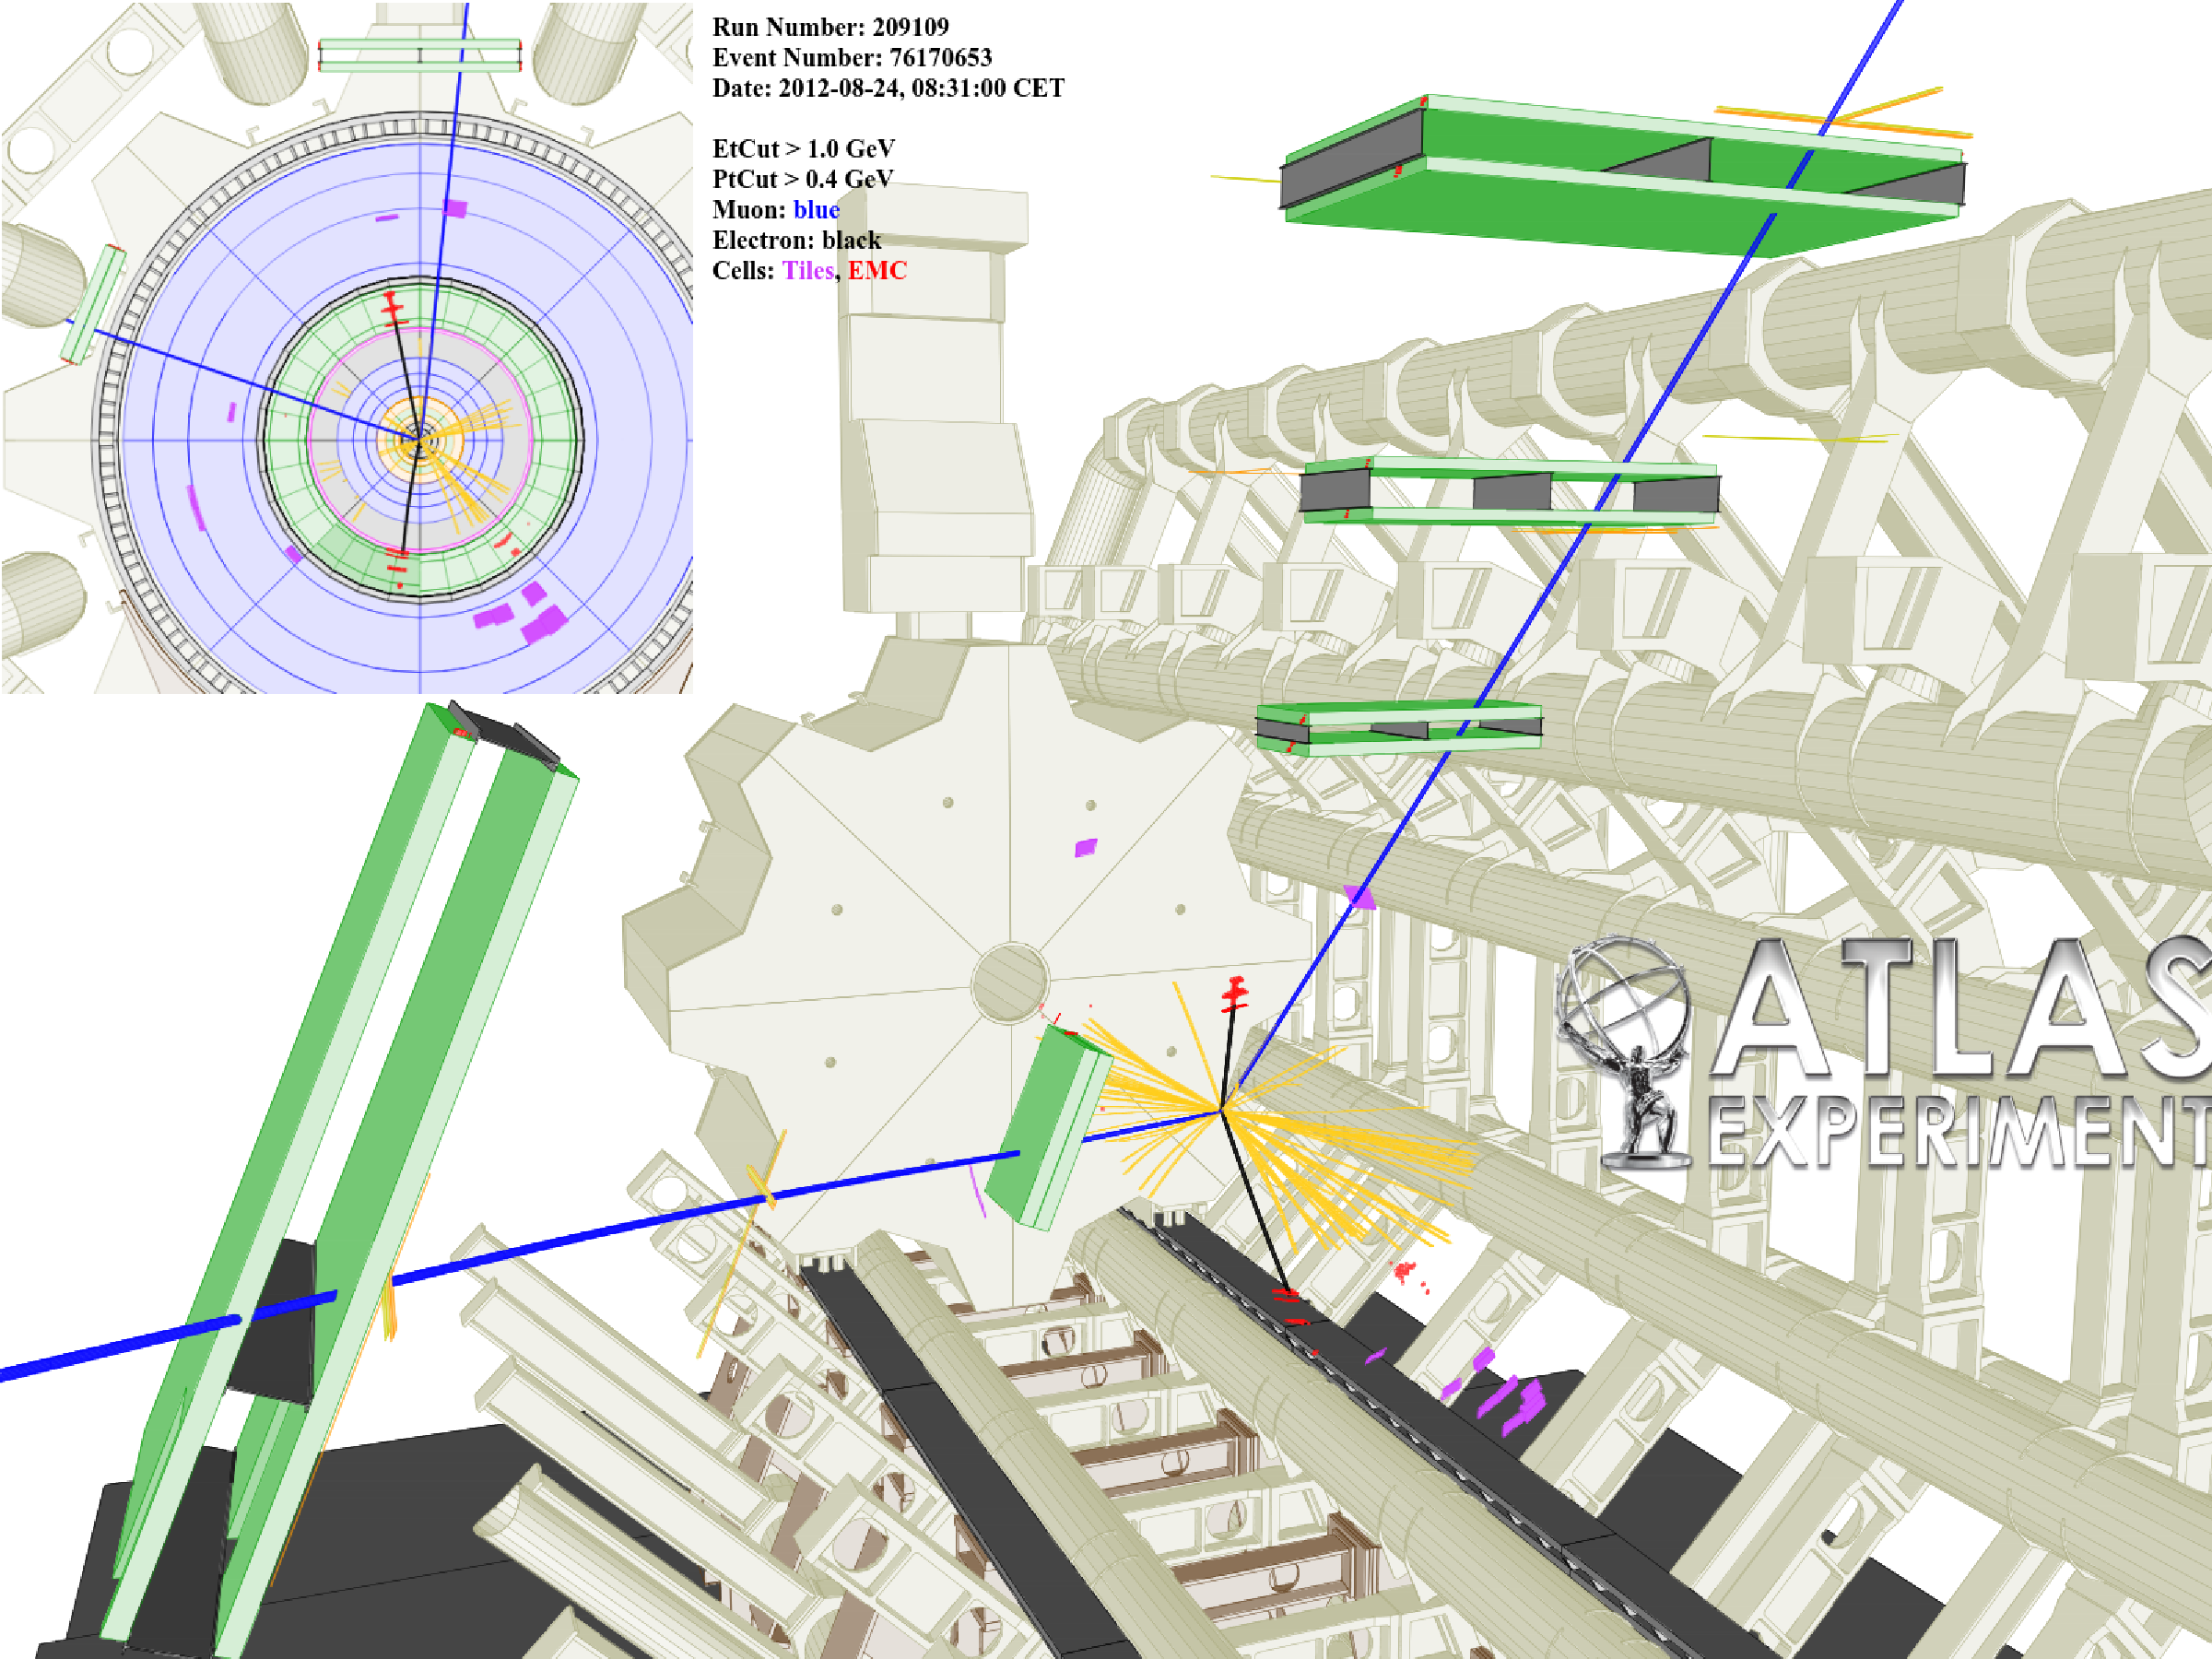 Run Number: 209109
Event Number: 76170653
Date: 2012-08-24, 08:31:00 CET
EtCut > 1.0 GeV
PtCut > 0.4 GeV
Muon: blue
Electron: black
Cells: Tiles, EMC
ATLAS
EXPERIMENT